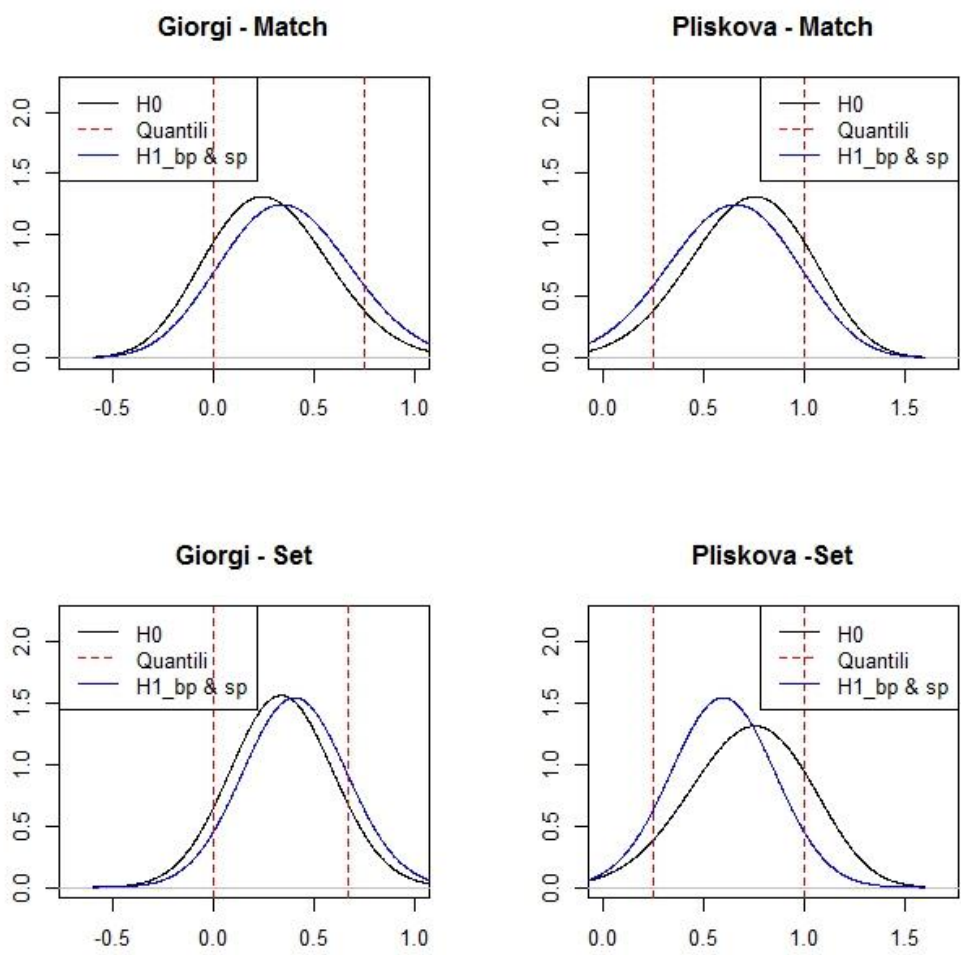 Giorgi - Match
H0
Quantili
H1_bp & sp
0.0 0.5 1.0 1.5 2.0
-0.5 0.0 0.5 1.0
Pliskova - Match
H0
Quantili
H1_bp & sp
0.0 0.5 1.0 1.5 2.0
0.0 0.5 1.0 1.5
Giorgi - Set
H0
Quantili
H1_bp & sp
0.0 0.5 1.0 1.5 2.0
-0.5 0.0 0.5 1.0
Pliskova -Set
H0
Quantili
H1_bp & sp
0.0 0.5 1.0 1.5 2.0
0.0 0.5 1.0 1.5